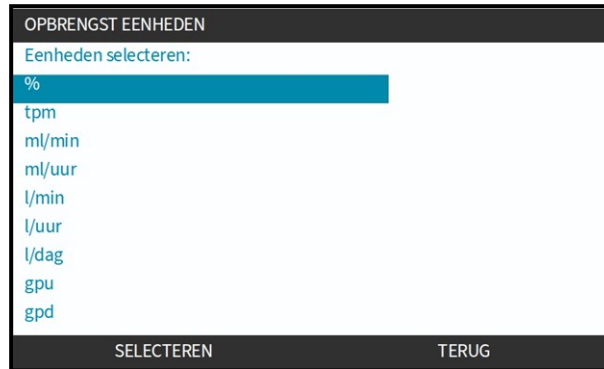 OPBRENGST EENHEDEN
Eenheden selecteren:
%
tpm
ml/min
ml/uur
l/min
l/uur
l/dag
gpu
gpd
SELECTEREN TERUG